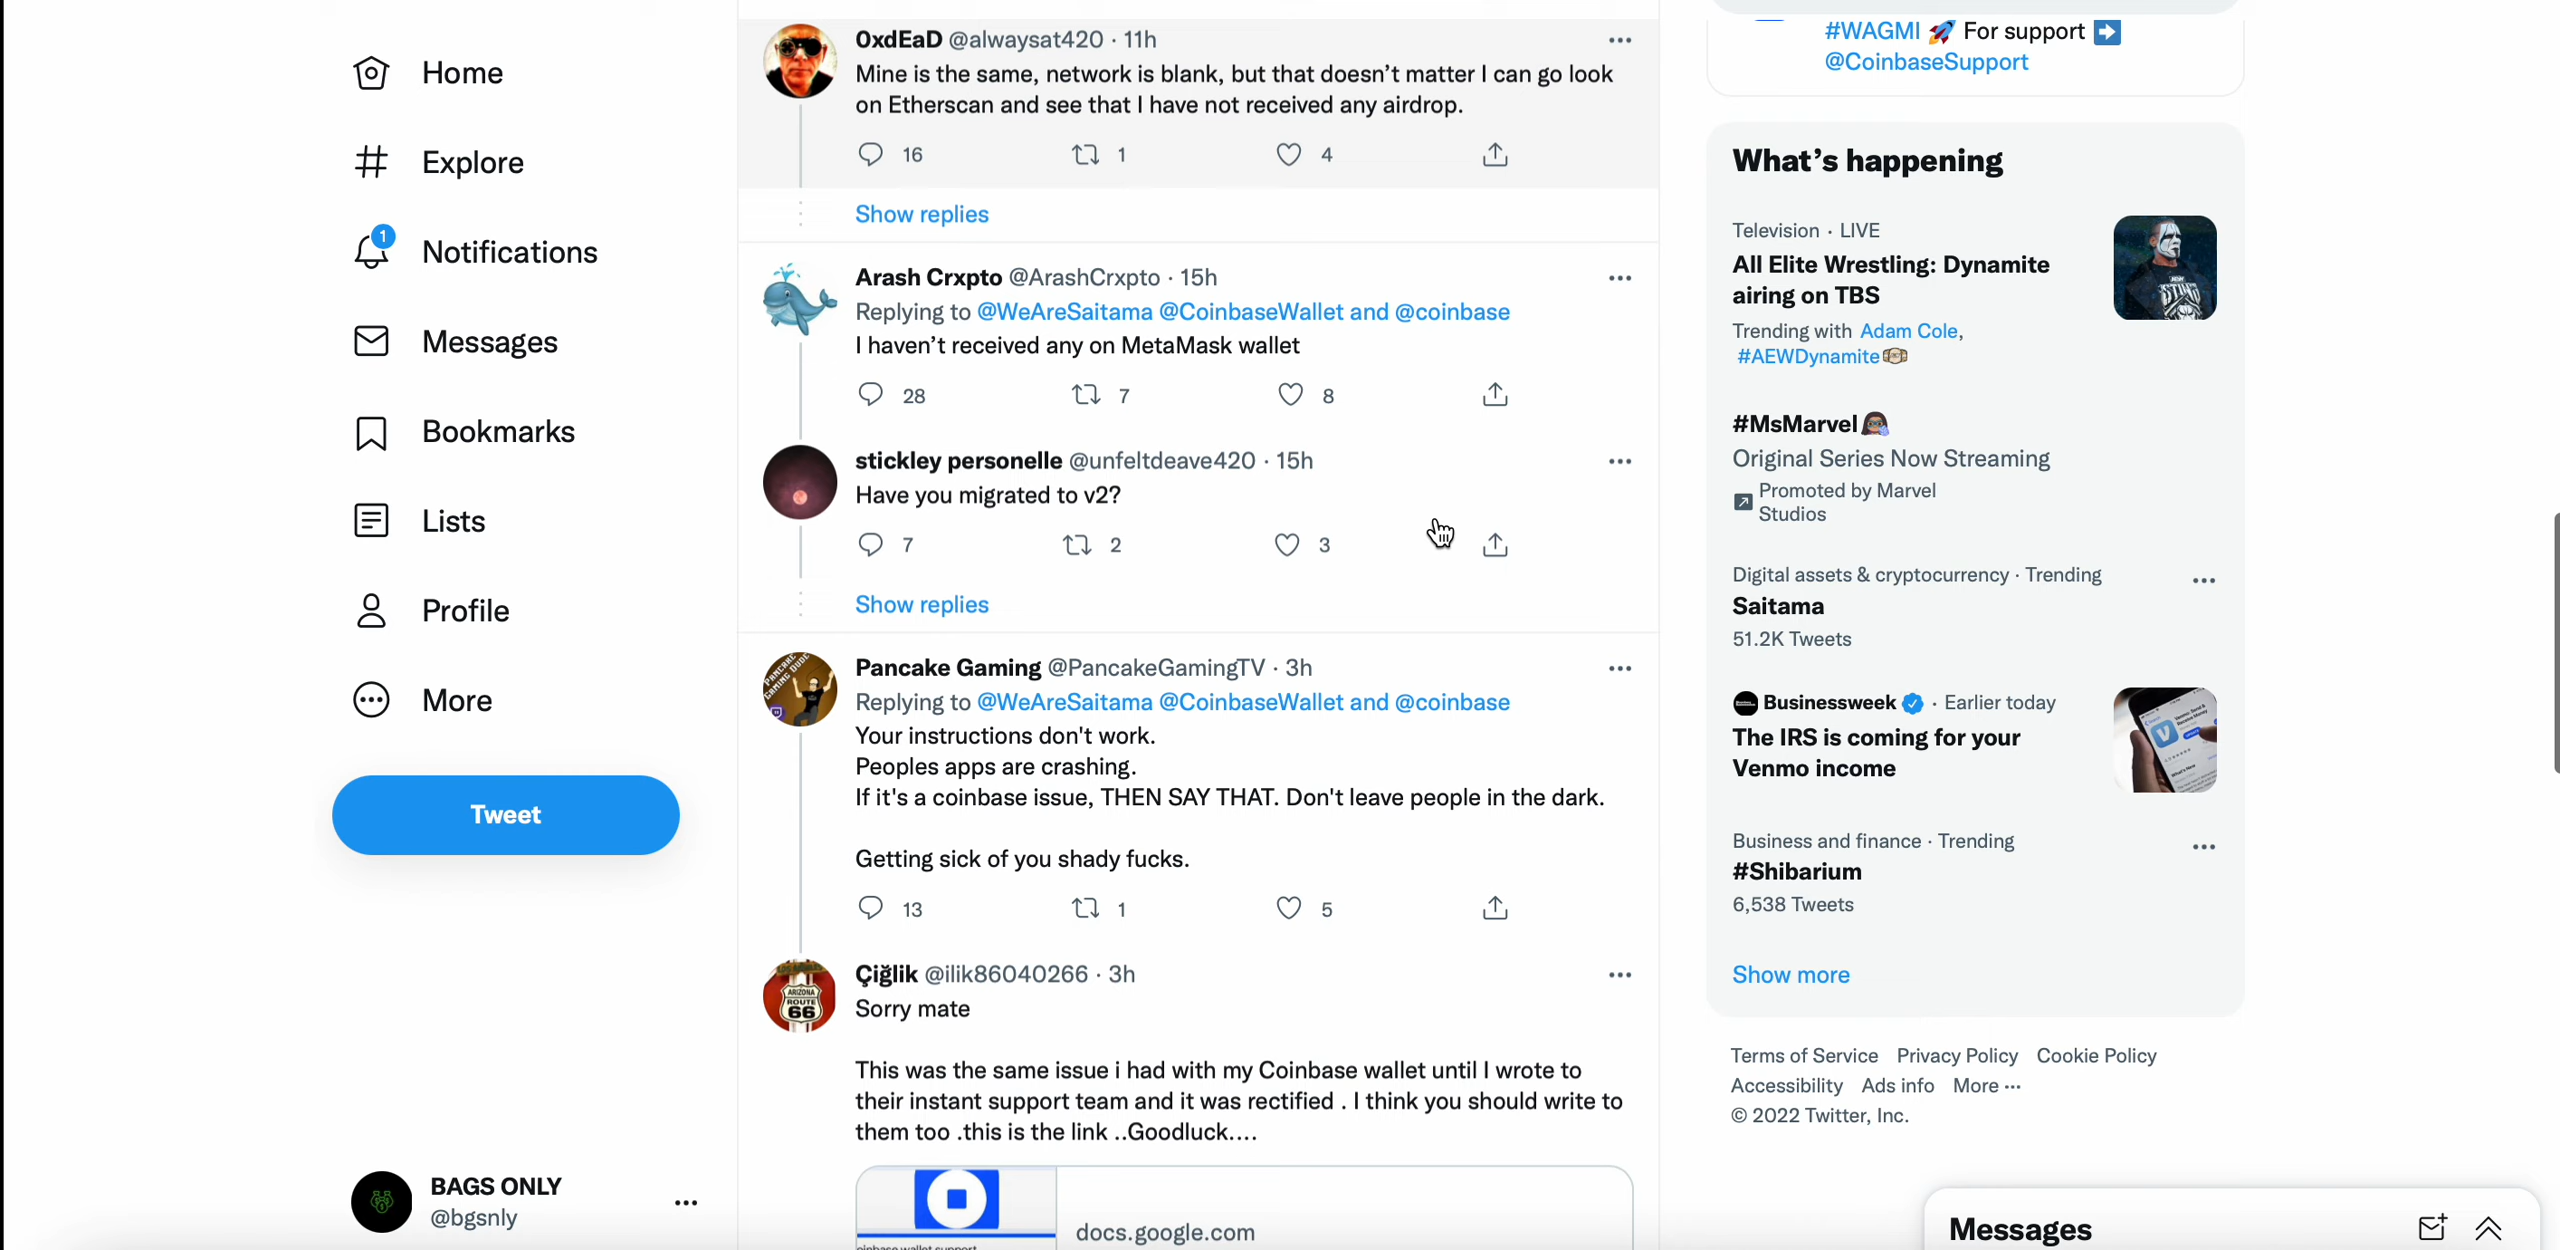 Home
Explore
1
Notifications
Messages
Bookmarks
Lists
Profile
More
Tweet
BAGS ONLY
@bgsnly
OxdEaD @alwaysat420 · 11h
Mine is the same, network is blank, but that doesn't matter I can go look
on Etherscan and see that I have not received any airdrop.
16 1 4
Show replies
Arash Crxpto @ArashCrxpto · 15h
Replying to @WeAreSaitama @CoinbaseWallet and @coinbase
I haven't received any on MetaMask wallet
28 7 8
stickley personelle @unfeltdeave420 · 15h
Have you migrated to v2?
7 2 3
Show replies
Pancake Gaming @PancakeGamingTV · 3h
Replying to @WeAreSaitama @CoinbaseWallet and @coinbase
Your instructions don't work.
Peoples apps are crashing.
If it's a coinbase issue, THEN SAY THAT. Don't leave people in the dark.
Getting sick of you shady fucks.
13 1 5
Çiğlik @ilik86040266 · 3h
Sorry mate
This was the same issue i had with my Coinbase wallet until I wrote to
their instant support team and it was rectified . I think you should write to
them too .this is the link ..Goodluck....
docs.google.com
ARIZONA
ROUTE
66
#WAGMI 🚀 For support ➡️
@CoinbaseSupport
What's happening
Television · LIVE
All Elite Wrestling: Dynamite
airing on TBS
Trending with Adam Cole,
#AEWDynamite
#MsMarvel
Original Series Now Streaming
Promoted by Marvel
Studios
Digital assets & cryptocurrency · Trending
Saitama
51.2K Tweets
Businessweek · Earlier today
The IRS is coming for your
Venmo income
Business and finance · Trending
#Shibarium
6,538 Tweets
Show more
Terms of Service Privacy Policy Cookie Policy
Accessibility Ads info More ···
© 2022 Twitter, Inc.
Messages